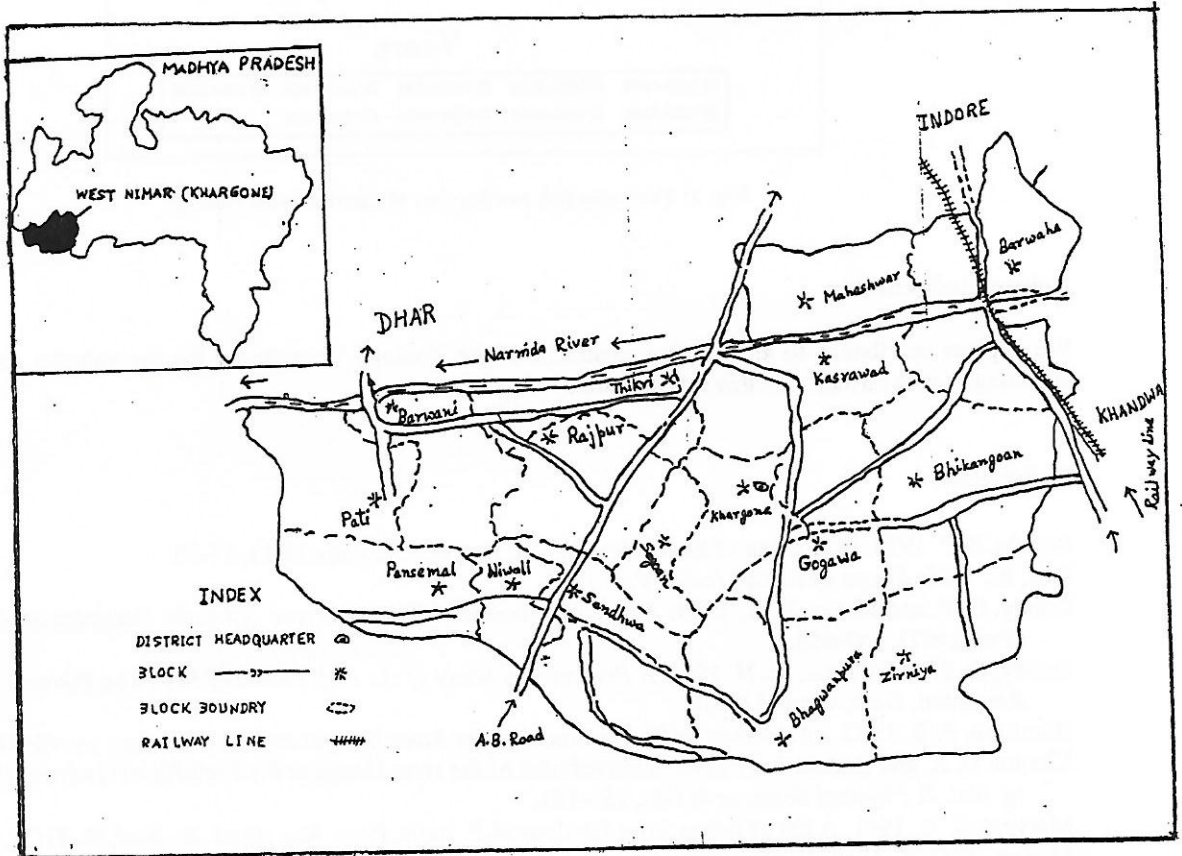 MADHYA PRADESH
WEST NIMAR (KHARGONE)
INDORE
Barwaha
Maheshwar
DHAR
Narmda River
Kasrawad
Thikri
Barwani
Rajpur
KHANDWA
Railway line
Bhikangoan
Khargone
Pati
Segaon
Gogawa
Pansemal
Niwali
Sendhwa
INDEX
DISTRICT HEADQUARTER
BLOCK —— " ——
BLOCK BOUNDRY
RAILWAY LINE
Zirniya
Bhagwanpura
A.B. Road